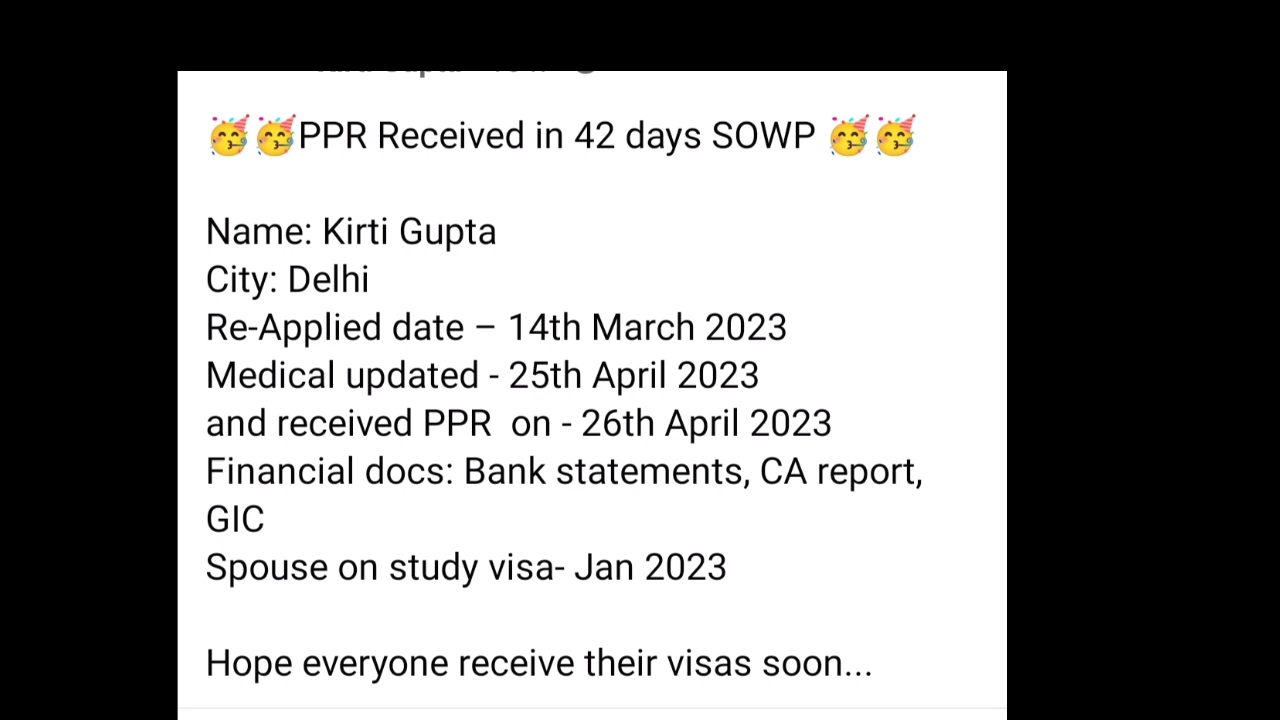 🥳🥳PPR Received in 42 days SOWP 🥳🥳
Name: Kirti Gupta
City: Delhi
Re-Applied date – 14th March 2023
Medical updated - 25th April 2023
and received PPR  on - 26th April 2023
Financial docs: Bank statements, CA report,
GIC
Spouse on study visa- Jan 2023
Hope everyone receive their visas soon...